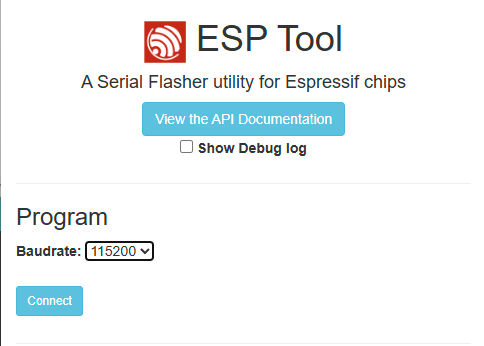 ESP Tool
A Serial Flasher utility for Espressif chips
View the API Documentation
Show Debug log
Program
Baudrate: 115200
Connect